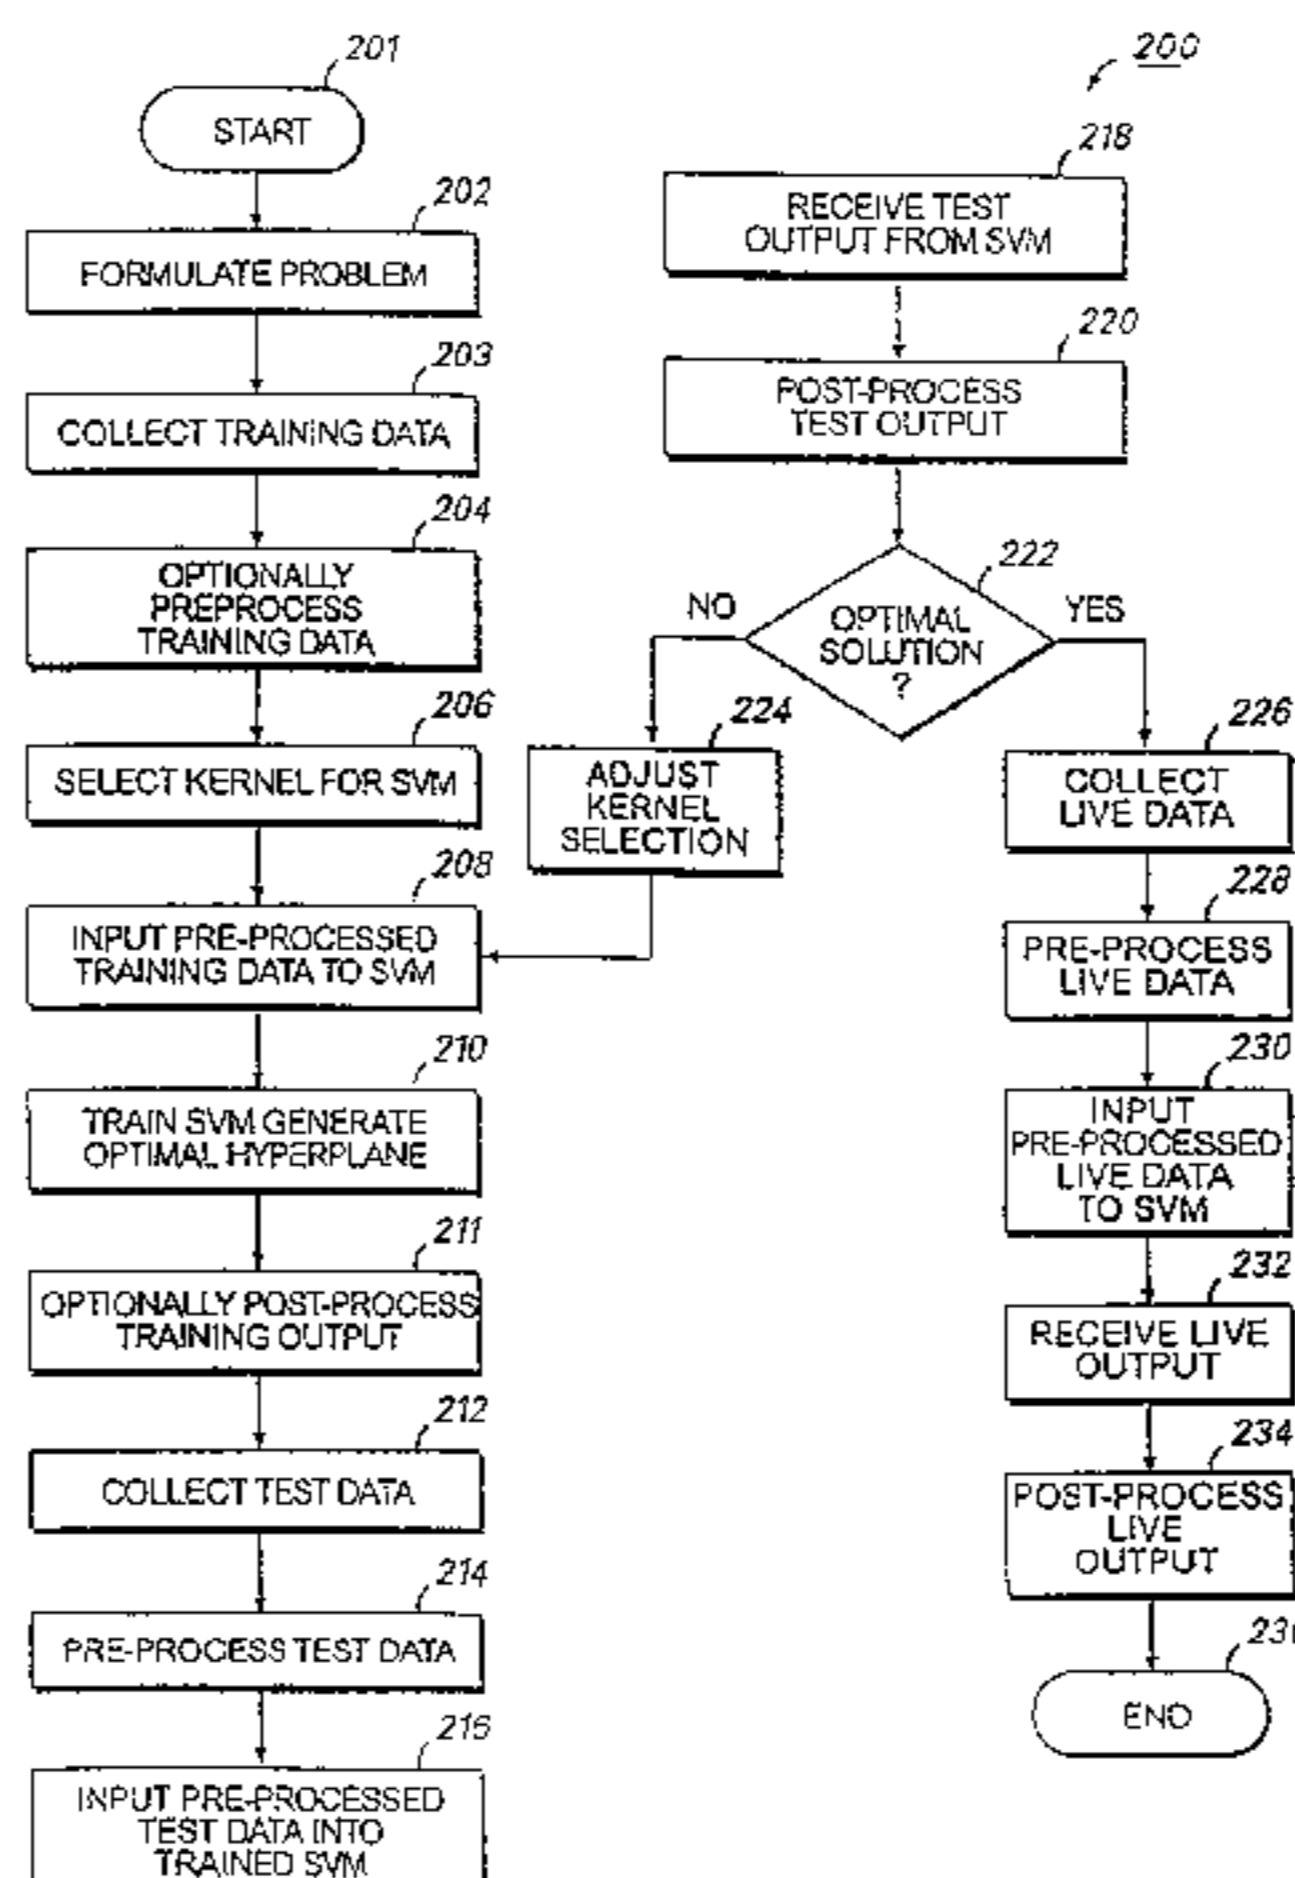 201
START
202
FORMULATE PROBLEM
203
COLLECT TRAINING DATA
204
OPTIONALLY
PREPROCESS
TRAINING DATA
206
SELECT KERNEL FOR SVM
208
INPUT PRE-PROCESSED
TRAINING DATA TO SVM
210
TRAIN SVM GENERATE
OPTIMAL HYPERPLANE
211
OPTIONALLY POST-PROCESS
TRAINING OUTPUT
212
COLLECT TEST DATA
214
PRE-PROCESS TEST DATA
216
INPUT PRE-PROCESSED
TEST DATA INTO
TRAINED SVM
200
218
RECEIVE TEST
OUTPUT FROM SVM
220
POST-PROCESS
TEST OUTPUT
222
OPTIMAL
SOLUTION
?
NO
YES
224
ADJUST
KERNEL
SELECTION
226
COLLECT
LIVE DATA
228
PRE-PROCESS
LIVE DATA
230
INPUT
PRE-PROCESSED
LIVE DATA
TO SVM
232
RECEIVE LIVE
OUTPUT
234
POST-PROCESS
LIVE
OUTPUT
END